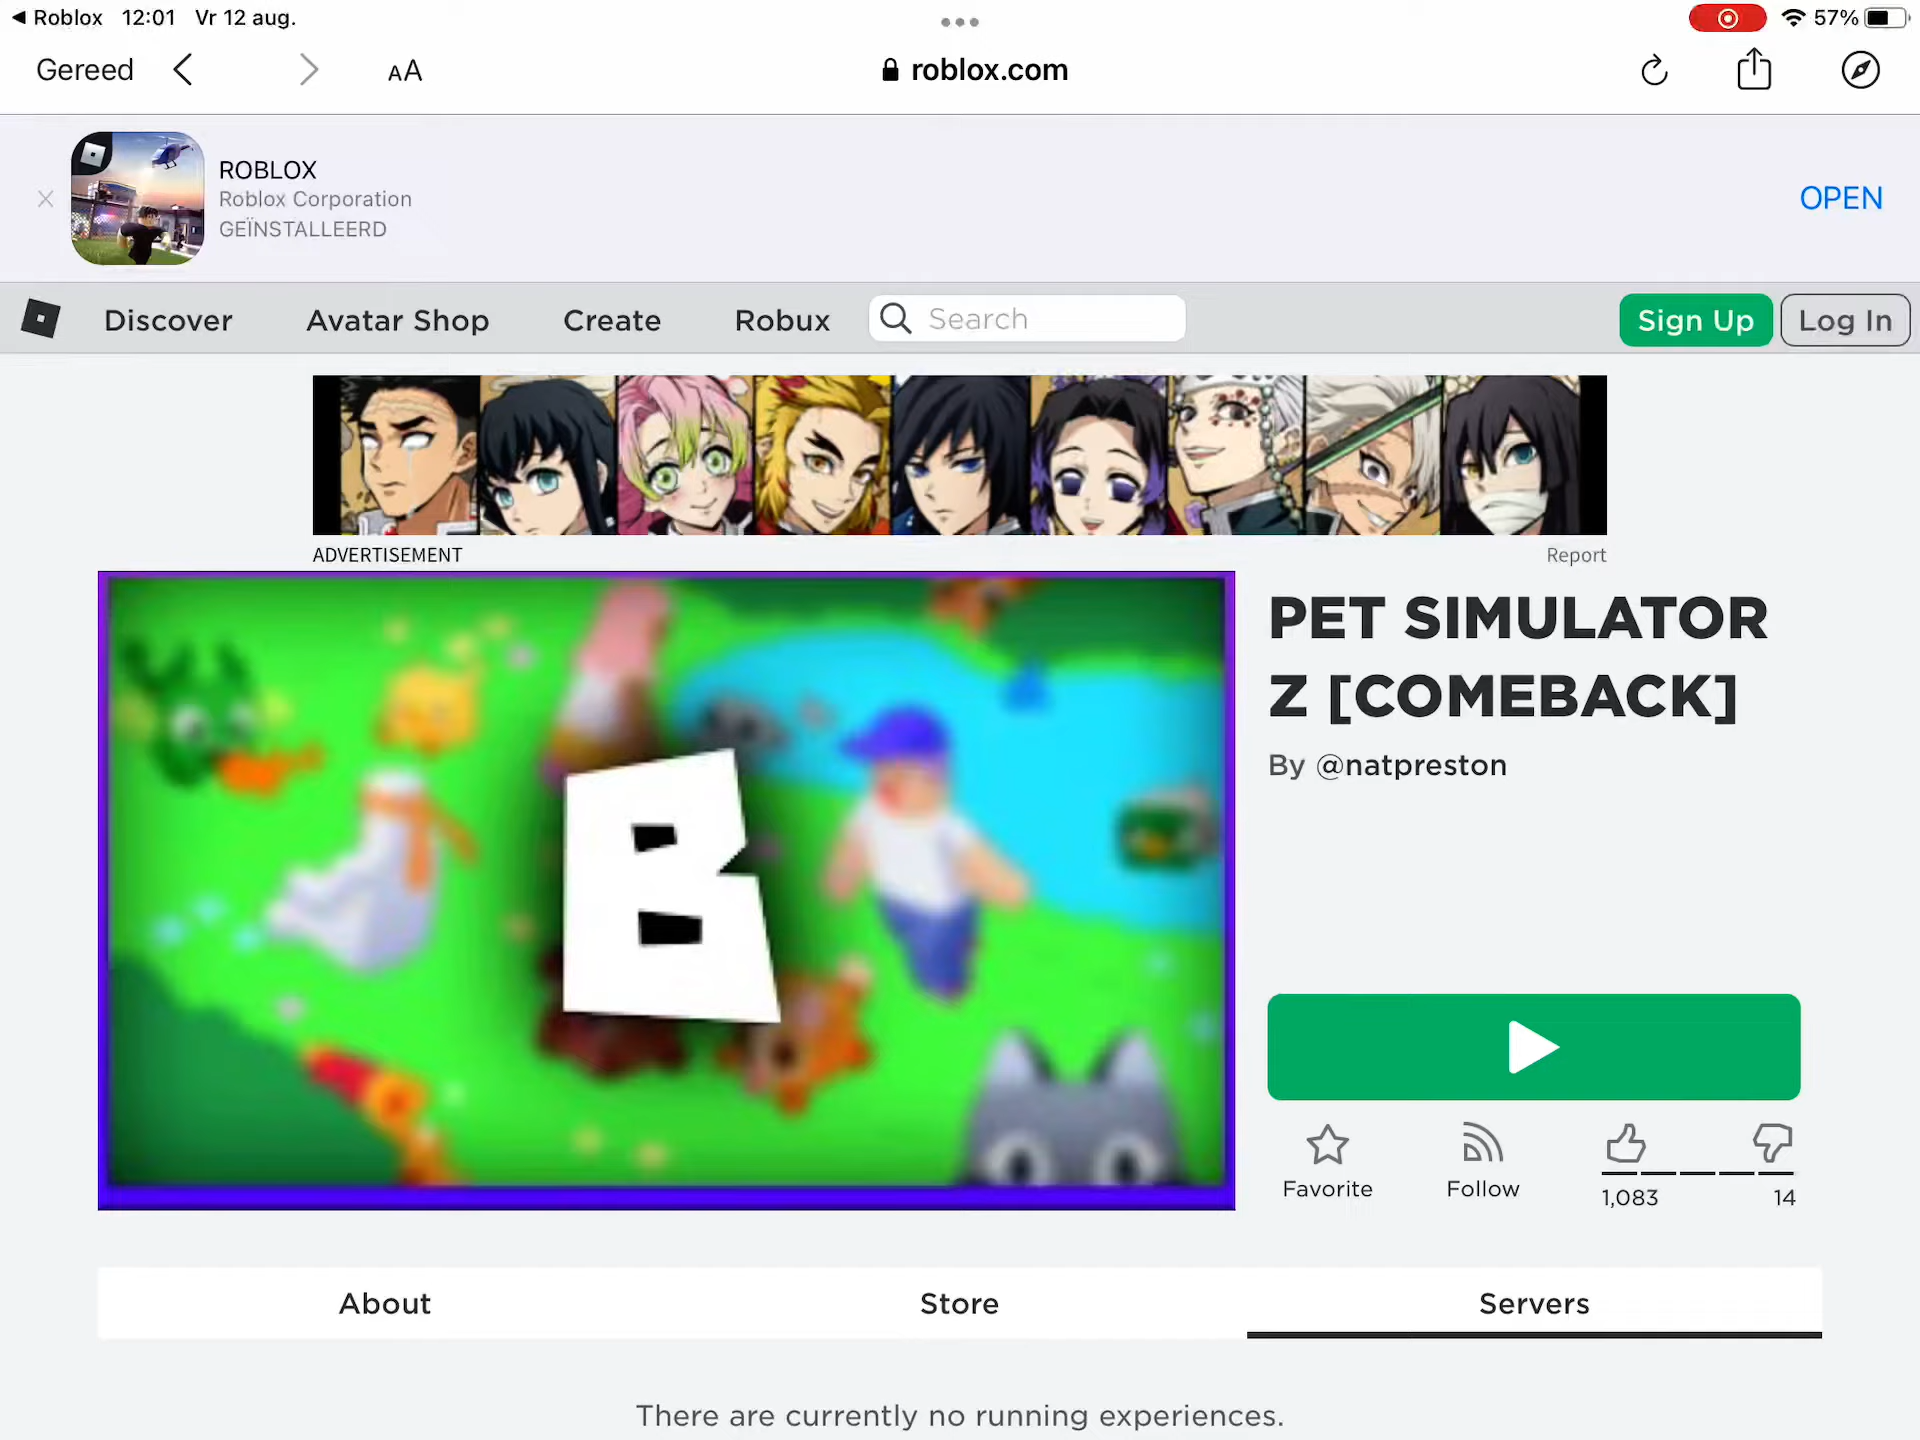 Roblox 12:01 Vr 12 aug.
57%
Gereed
AA
roblox.com
ROBLOX
Roblox Corporation
GEÏNSTALLEERD
OPEN
Discover
Avatar Shop
Create
Robux
Search
Sign Up
Log In
ADVERTISEMENT
Report
B
PET SIMULATOR
Z [COMEBACK]
By @natpreston
Favorite
Follow
1,083
14
About
Store
Servers
There are currently no running experiences.